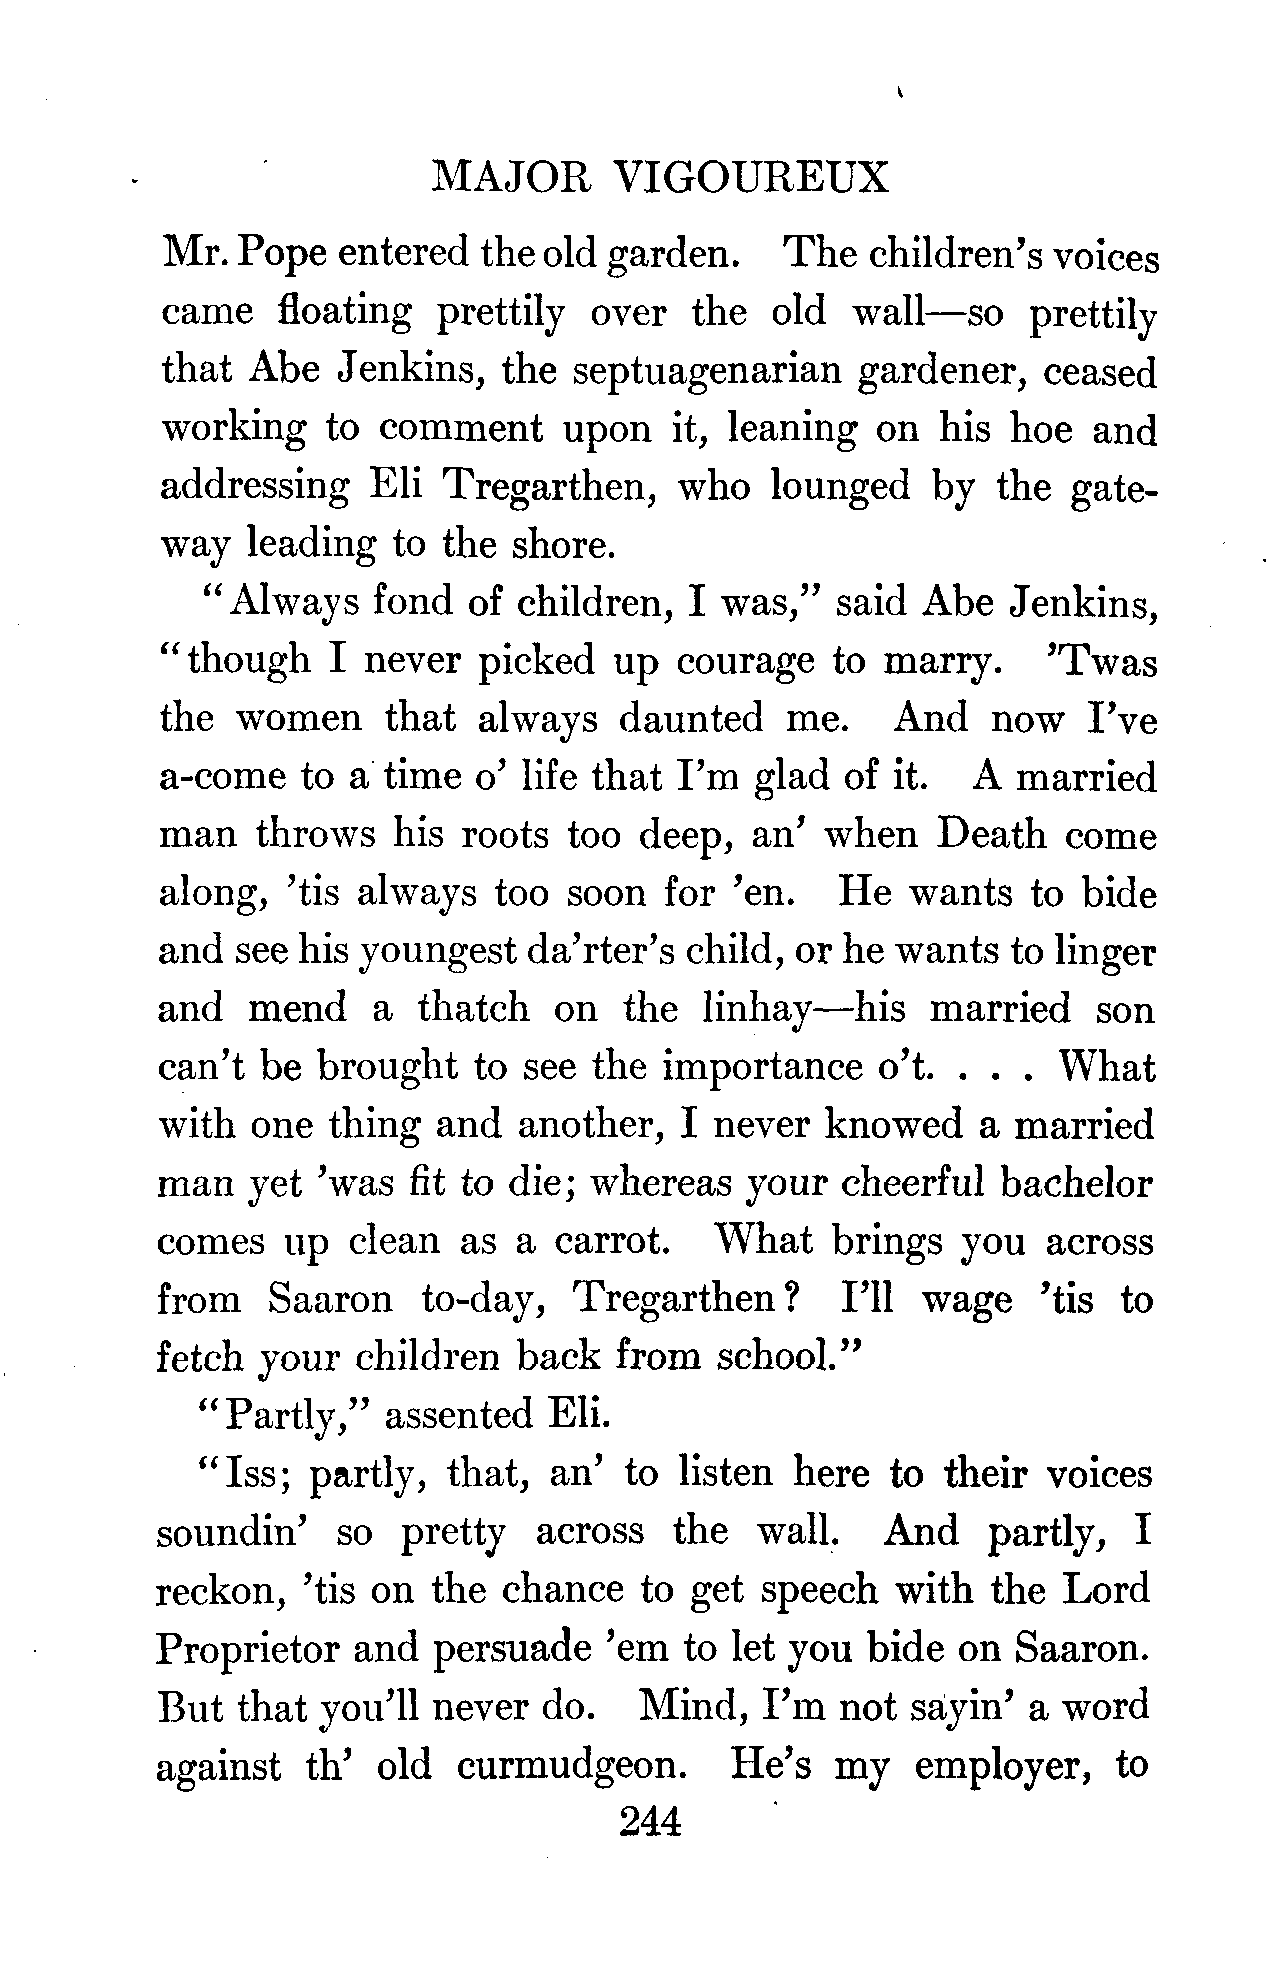 MAJOR VIGOUREUX
Mr. Pope entered the old garden. The children's voices
came floating prettily over the old wall—so prettily
that Abe Jenkins, the septuagenarian gardener, ceased
working to comment upon it, leaning on his hoe and
addressing Eli Tregarthen, who lounged by the gate-
way leading to the shore.
"Always fond of children, I was," said Abe Jenkins,
"though I never picked up courage to marry. 'Twas
the women that always daunted me. And now I've
a-come to a time o' life that I'm glad of it. A married
man throws his roots too deep, an' when Death come
along, 'tis always too soon for 'en. He wants to bide
and see his youngest da'rter's child, or he wants to linger
and mend a thatch on the linhay—his married son
can't be brought to see the importance o't. . . . What
with one thing and another, I never knowed a married
man yet 'was fit to die; whereas your cheerful bachelor
comes up clean as a carrot. What brings you across
from Saaron to-day, Tregarthen? I'll wage 'tis to
fetch your children back from school."
"Partly," assented Eli.
"Iss; partly, that, an' to listen here to their voices
soundin' so pretty across the wall. And partly, I
reckon, 'tis on the chance to get speech with the Lord
Proprietor and persuade 'em to let you bide on Saaron.
But that you'll never do. Mind, I'm not sayin' a word
against th' old curmudgeon. He's my employer, to
244